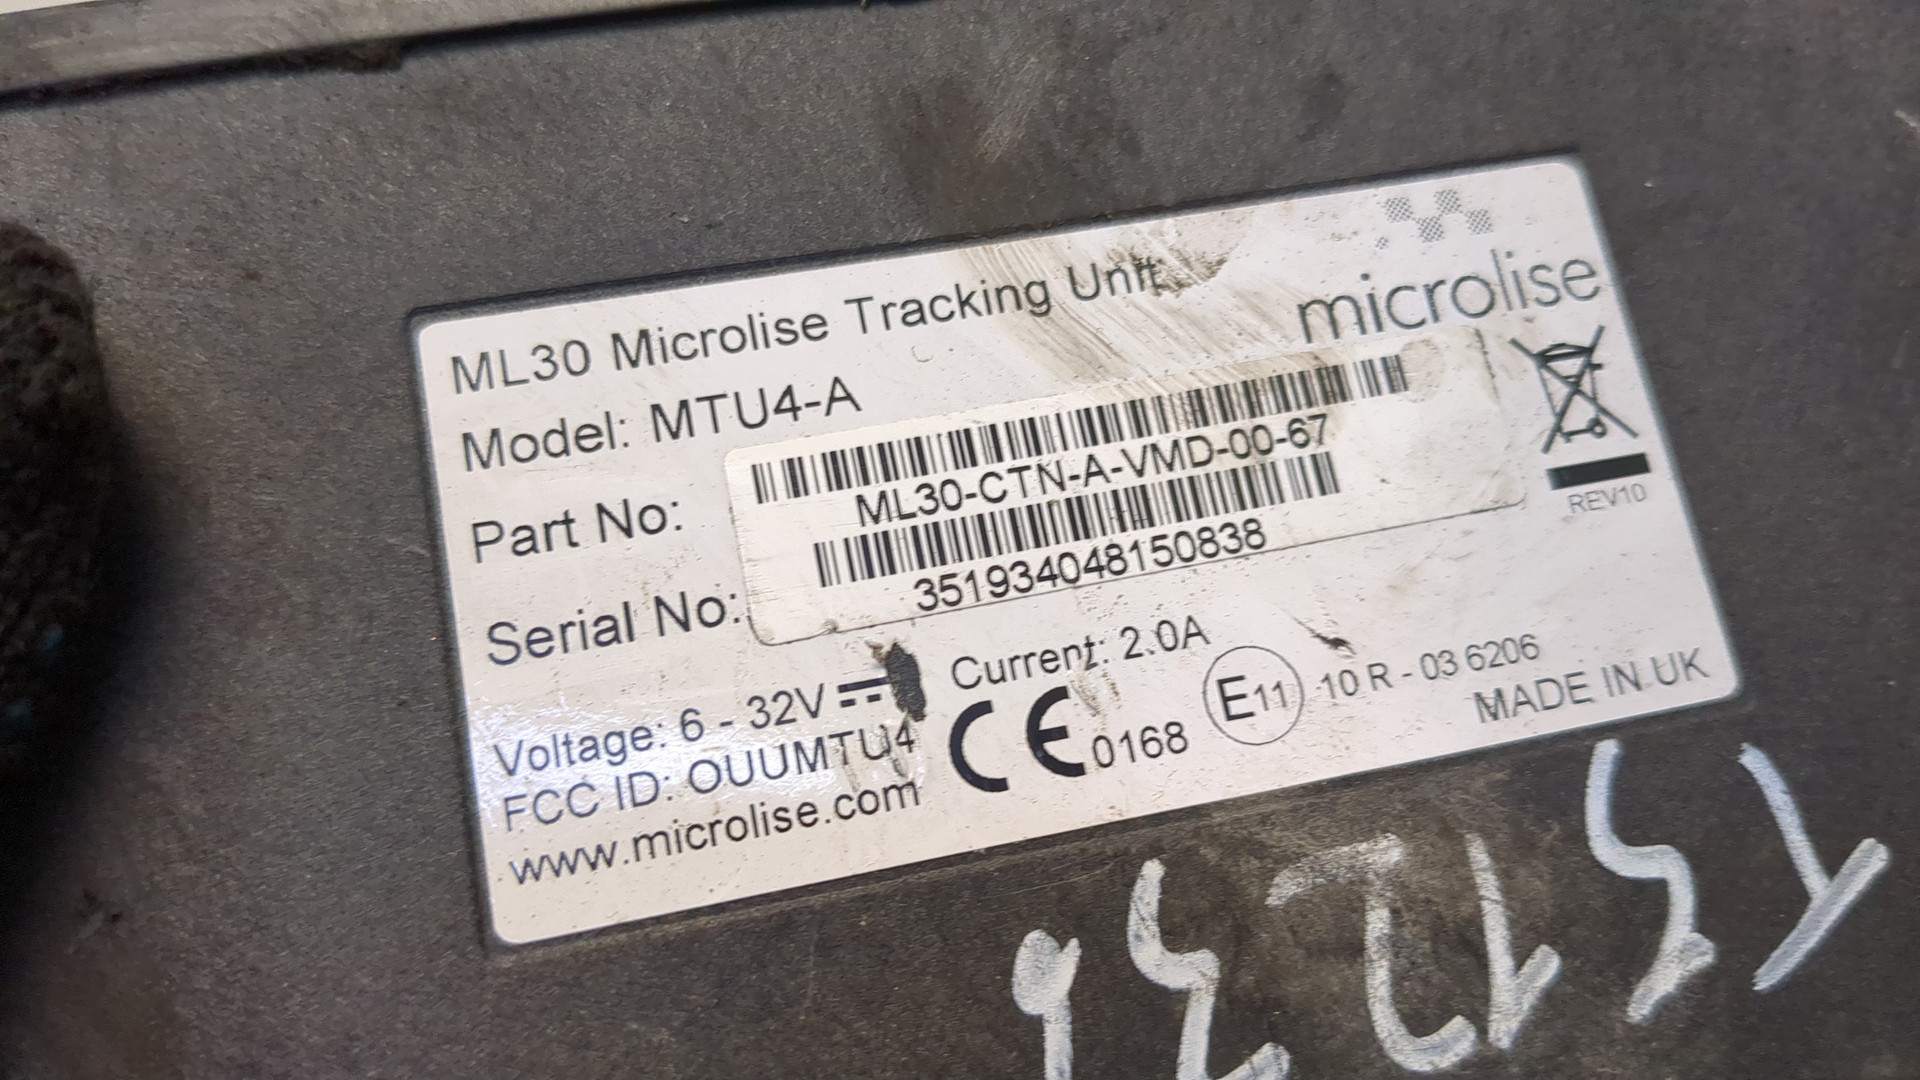 microlise
ML30 Microlise Tracking Unit
Model: MTU4-A
Part No:
ML30-CTN-A-VMD-00-67
Serial No:
351934048150838
REV10
Voltage: 6 - 32V
Current: 2.0A
FCC ID: OUUMTU4
CE 0168
E11
10 R - 03 6206
MADE IN UK
www.microlise.com